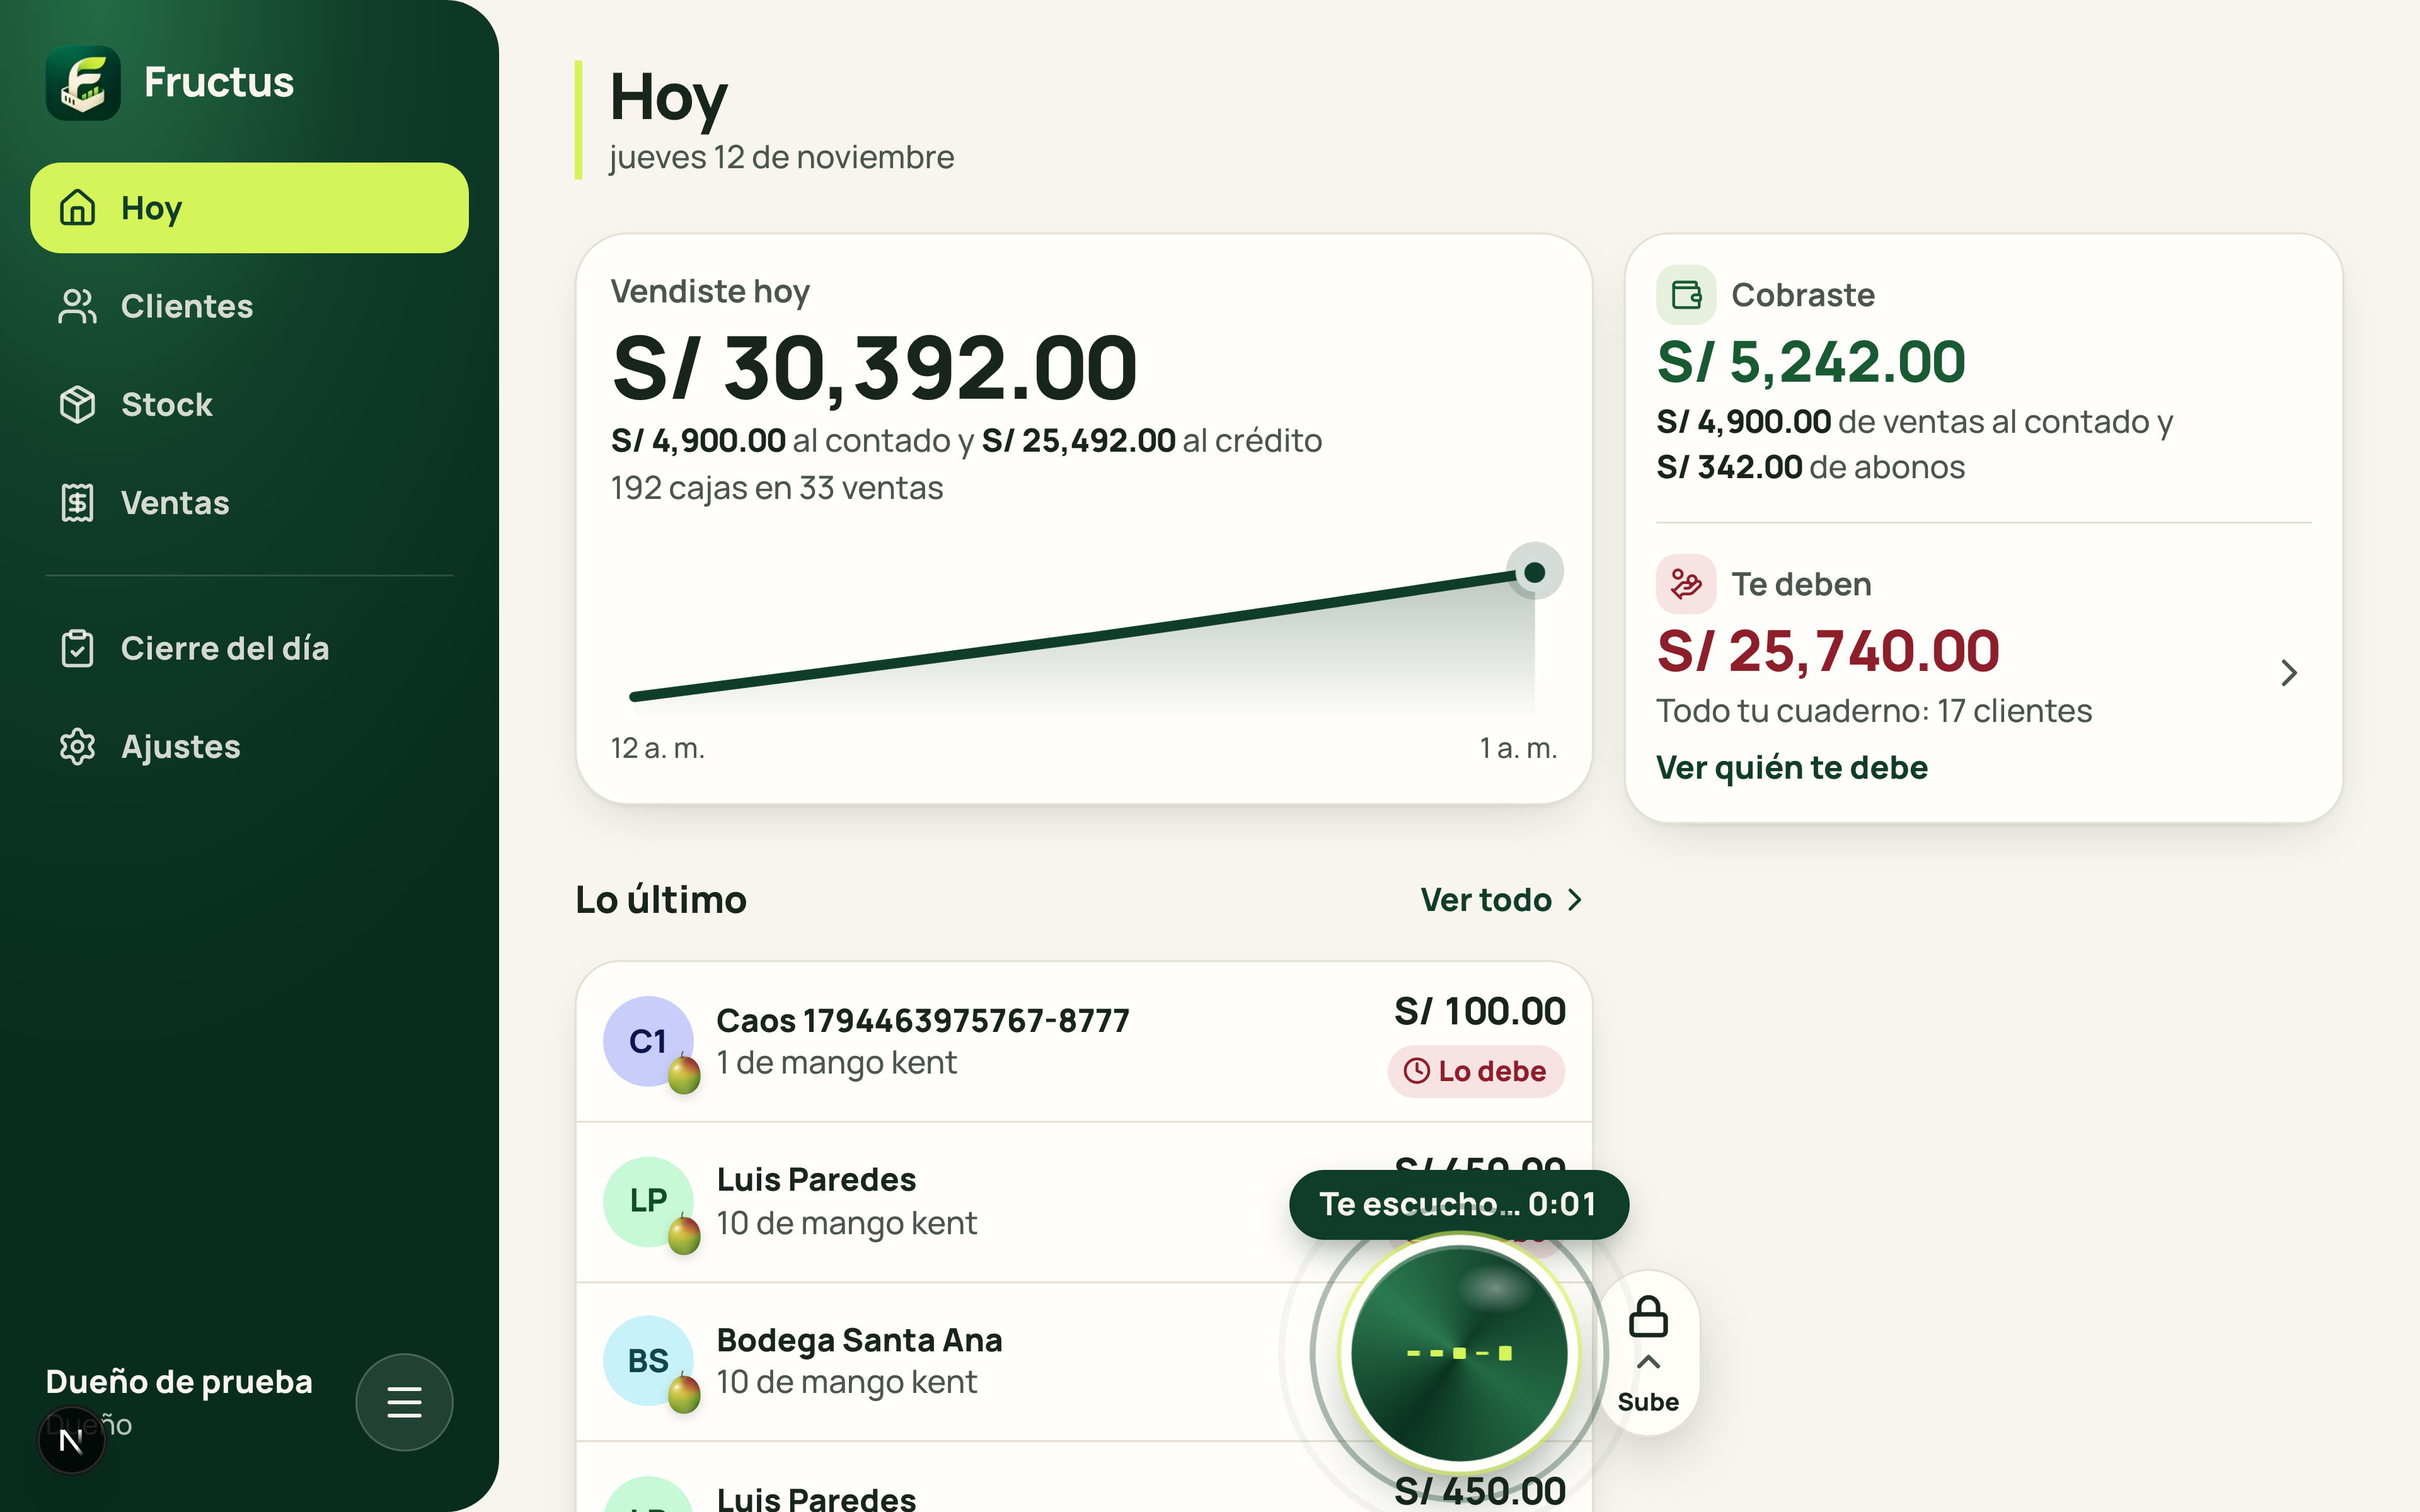 Fructus
Hoy
Clientes
Stock
Ventas
Cierre del día
Ajustes
Dueño de prueba
Dueño
N
Hoy
jueves 12 de noviembre
Vendiste hoy
S/ 30,392.00
S/ 4,900.00 al contado y S/ 25,492.00 al crédito
192 cajas en 33 ventas
12 a. m.
1 a. m.
Cobraste
S/ 5,242.00
S/ 4,900.00 de ventas al contado y
S/ 342.00 de abonos
Te deben
S/ 25,740.00
Todo tu cuaderno: 17 clientes
Ver quién te debe
Lo último
Ver todo
C1
Caos 1794463975767-8777
1 de mango kent
S/ 100.00
Lo debe
LP
Luis Paredes
10 de mango kent
S/ 450.00
Te escucho... 0:01
BS
Bodega Santa Ana
10 de mango kent
Sube
Luis Paredes
S/ 450.00